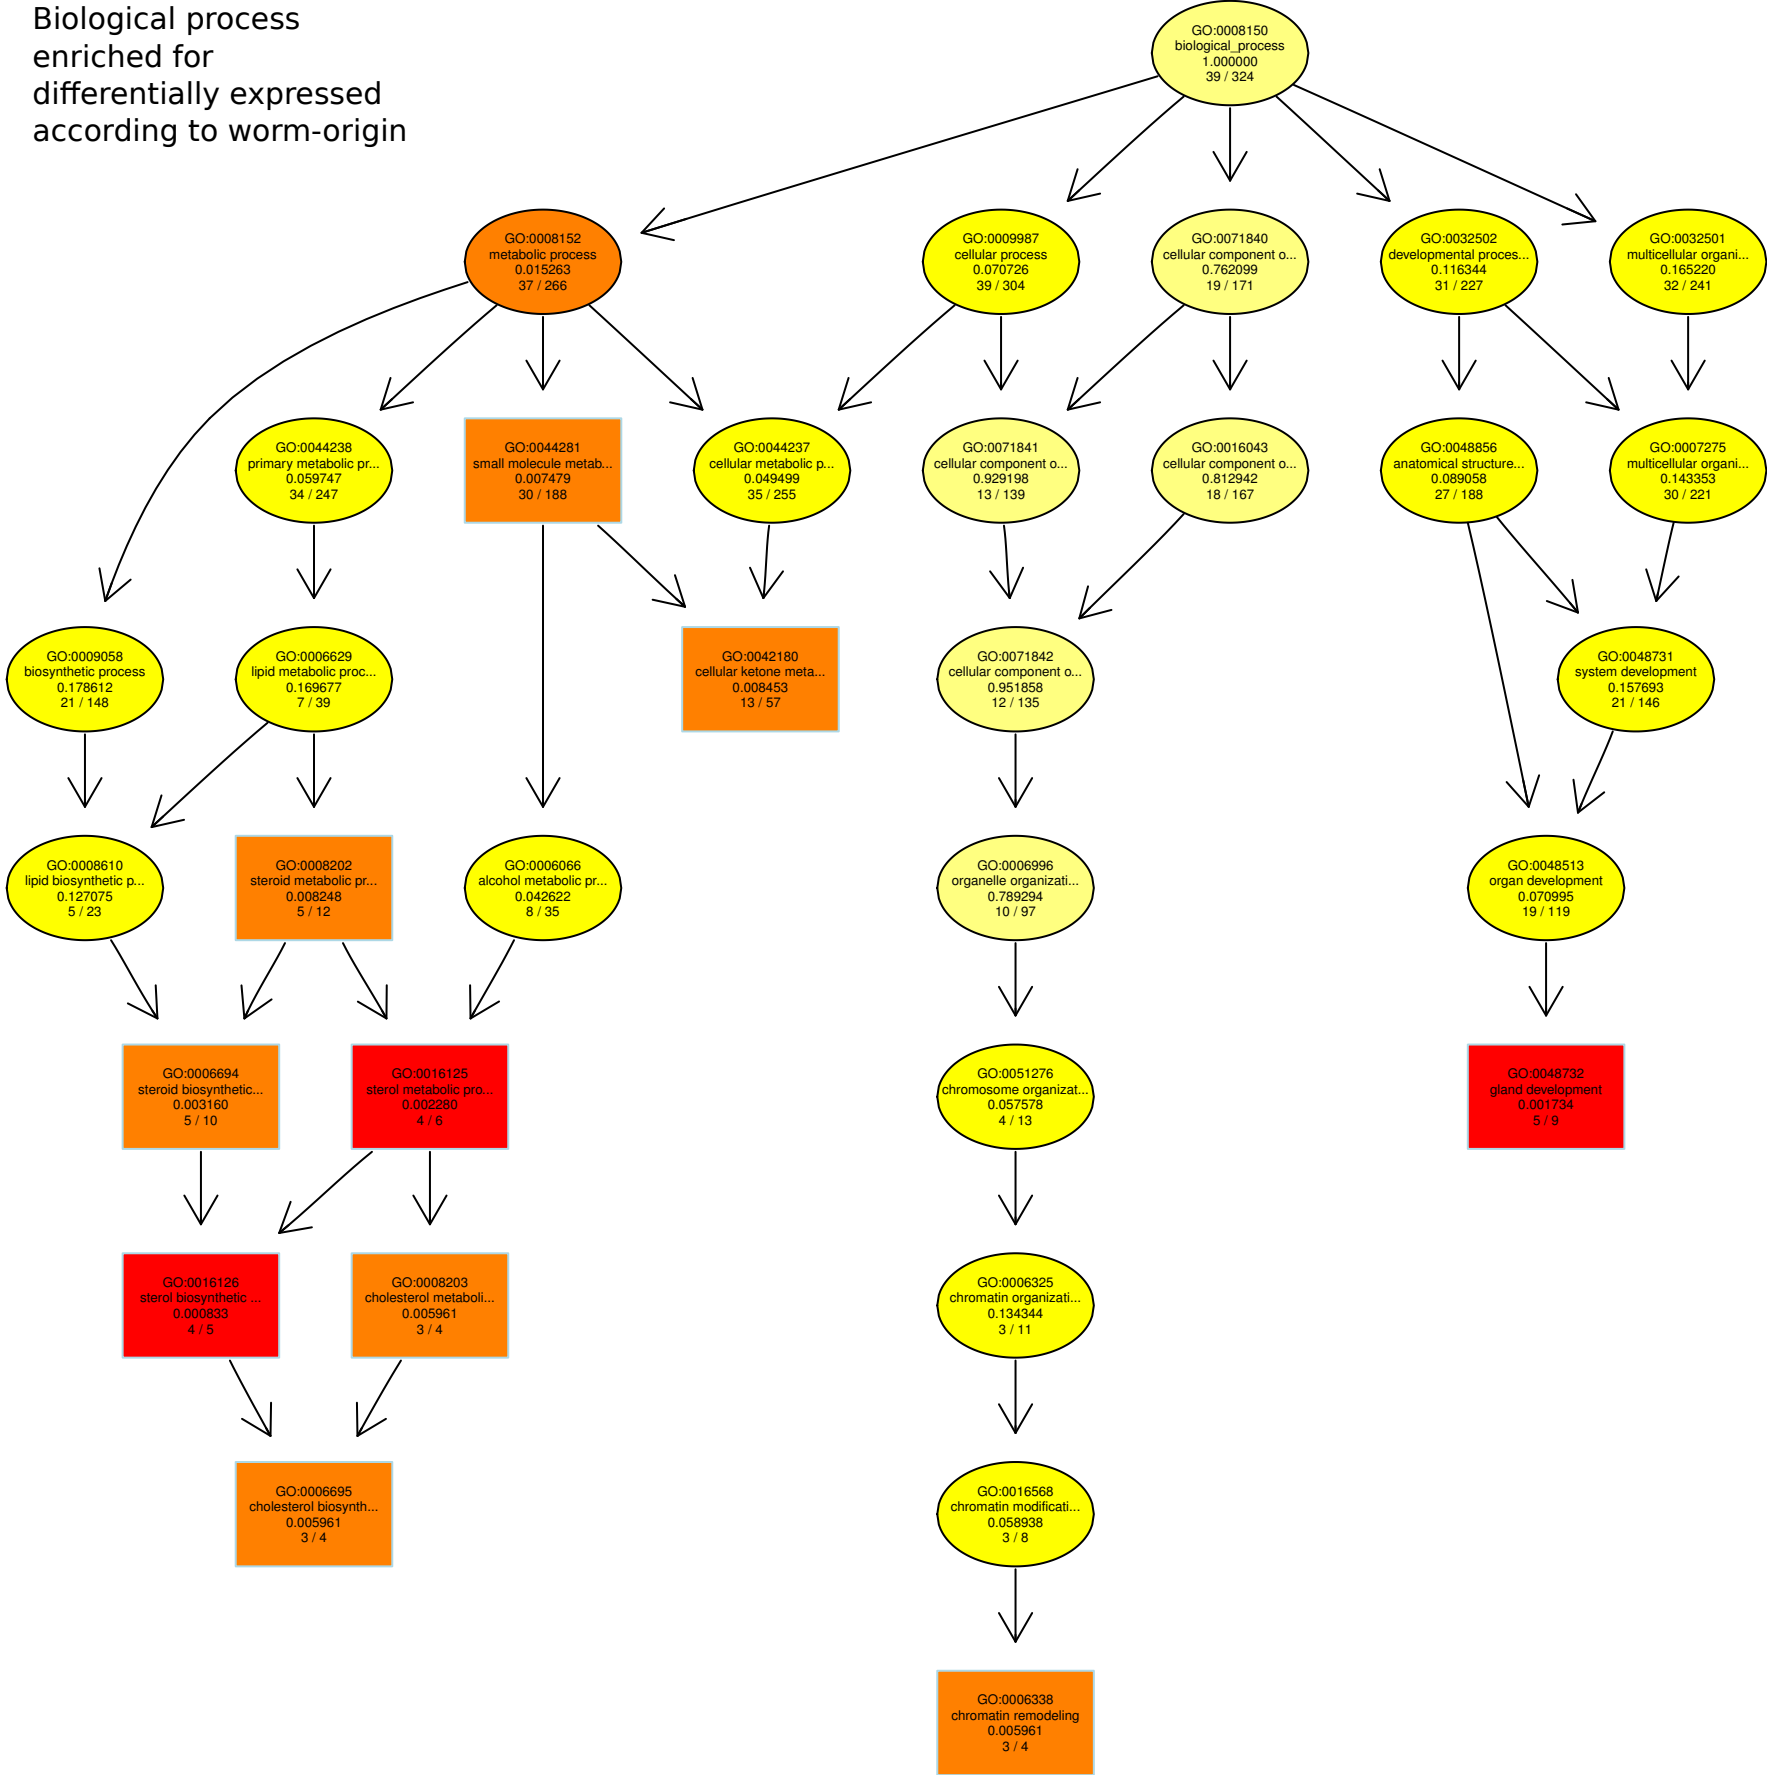 Biological process
enriched for
differentially expressed
according to worm-origin
GO:0008150
biological_process
1.000000
39 / 324
GO:0008152
metabolic process
0.015263
37 / 266
GO:0009987
cellular process
0.070726
39 / 304
GO:0071840
cellular component o...
0.762099
19 / 171
GO:0032502
developmental proces...
0.116344
31 / 227
GO:0032501
multicellular organi...
0.165220
32 / 241
GO:0044238
primary metabolic pr...
0.059747
34 / 247
GO:0044281
small molecule metab...
0.007479
30 / 188
GO:0044237
cellular metabolic p...
0.049499
35 / 255
GO:0071841
cellular component o...
0.929198
13 / 139
GO:0016043
cellular component o...
0.812942
18 / 167
GO:0048856
anatomical structure...
0.089058
27 / 188
GO:0007275
multicellular organi...
0.143353
30 / 221
GO:0009058
biosynthetic process
0.178612
21 / 148
GO:0006629
lipid metabolic proc...
0.169677
7 / 39
GO:0042180
cellular ketone meta...
0.008453
13 / 57
GO:0071842
cellular component o...
0.951858
12 / 135
GO:0048731
system development
0.157693
21 / 146
GO:0008610
lipid biosynthetic p...
0.127075
5 / 23
GO:0008202
steroid metabolic pr...
0.008248
5 / 12
GO:0006066
alcohol metabolic pr...
0.042622
8 / 35
GO:0006996
organelle organizati...
0.789294
10 / 97
GO:0048513
organ development
0.070995
19 / 119
GO:0006694
steroid biosynthetic...
0.003160
5 / 10
GO:0016125
sterol metabolic pro...
0.002280
4 / 6
GO:0051276
chromosome organizat...
0.057578
4 / 13
GO:0048732
gland development
0.001734
5 / 9
GO:0016126
sterol biosynthetic ...
0.000833
4 / 5
GO:0008203
cholesterol metaboli...
0.005961
3 / 4
GO:0006325
chromatin organizati...
0.134344
3 / 11
GO:0006695
cholesterol biosynth...
0.005961
3 / 4
GO:0016568
chromatin modificati...
0.058938
3 / 8
GO:0006338
chromatin remodeling
0.005961
3 / 4